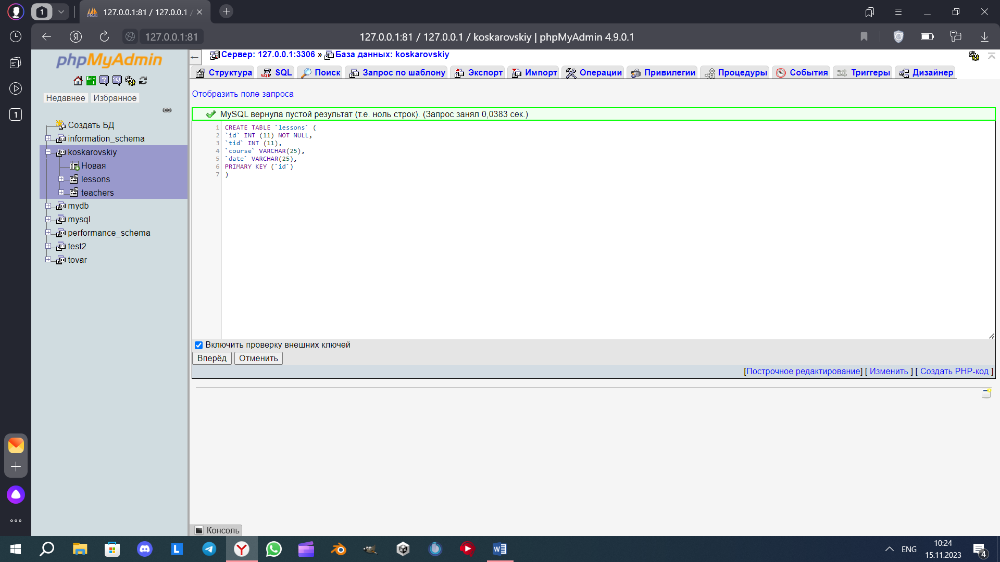 1
127.0.0.1:81 / 127.0.0.1 /
127.0.0.1:81
127.0.0.1:81 / 127.0.0.1 / koskarovskiy | phpMyAdmin 4.9.0.1
1
phpMyAdmin
Недавнее Избранное
Создать БД
information_schema
koskarovskiy
Новая
lessons
teachers
mydb
mysql
performance_schema
test2
tovar
Сервер: 127.0.0.1:3306 » База данных: koskarovskiy
Структура SQL Поиск Запрос по шаблону Экспорт Импорт Операции Привилегии Процедуры События Триггеры Дизайнер
Отобразить поле запроса
MySQL вернула пустой результат (т.е. ноль строк). (Запрос занял 0,0383 сек.)
1 CREATE TABLE `lessons` (
2 `id` INT (11) NOT NULL,
3 `tid` INT (11),
4 `course` VARCHAR(25),
5 `date` VARCHAR(25),
6 PRIMARY KEY (`id`)
7 )
Включить проверку внешних ключей
Вперёд Отменить
[Построчное редактирование] [ Изменить ] [ Создать PHP-код ]
Консоль
ENG
10:24
15.11.2023
4